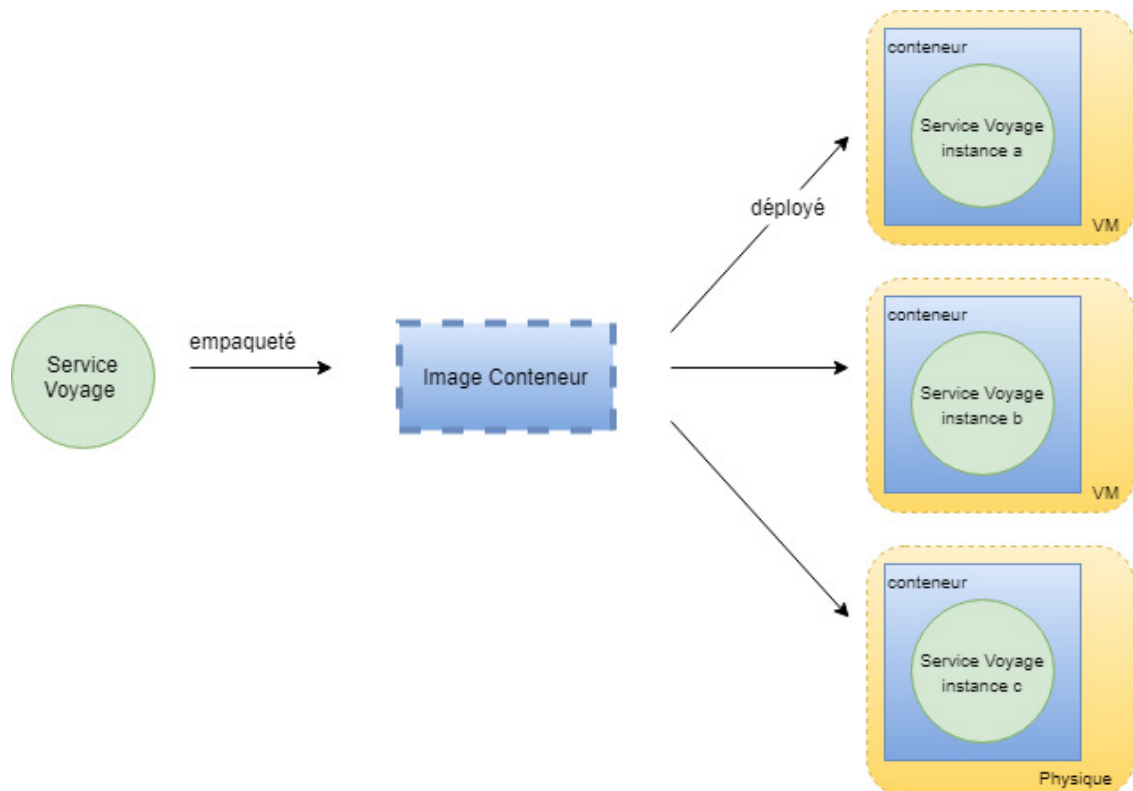 conteneur
Service Voyage
instance a
VM
déployé
conteneur
Service Voyage
instance b
VM
empaqueté
Service
Voyage
Image Conteneur
conteneur
Service Voyage
instance c
Physique